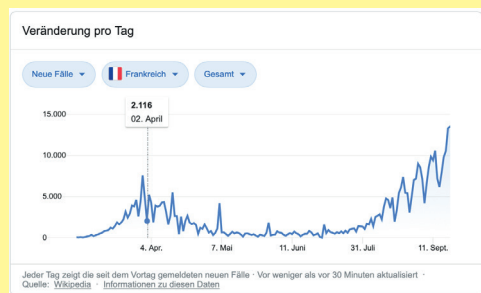 Veränderung pro Tag
Neue Fälle
Frankreich
Gesamt
2.116
02. April
15.000
10.000
5.000
0
4. Apr.
7. Mai
11. Juni
31. Juli
11. Sept.
Jeder Tag zeigt die seit dem Vortag gemeldeten neuen Fälle · Vor weniger als vor 30 Minuten aktualisiert ·
Quelle: Wikipedia · Informationen zu diesen Daten